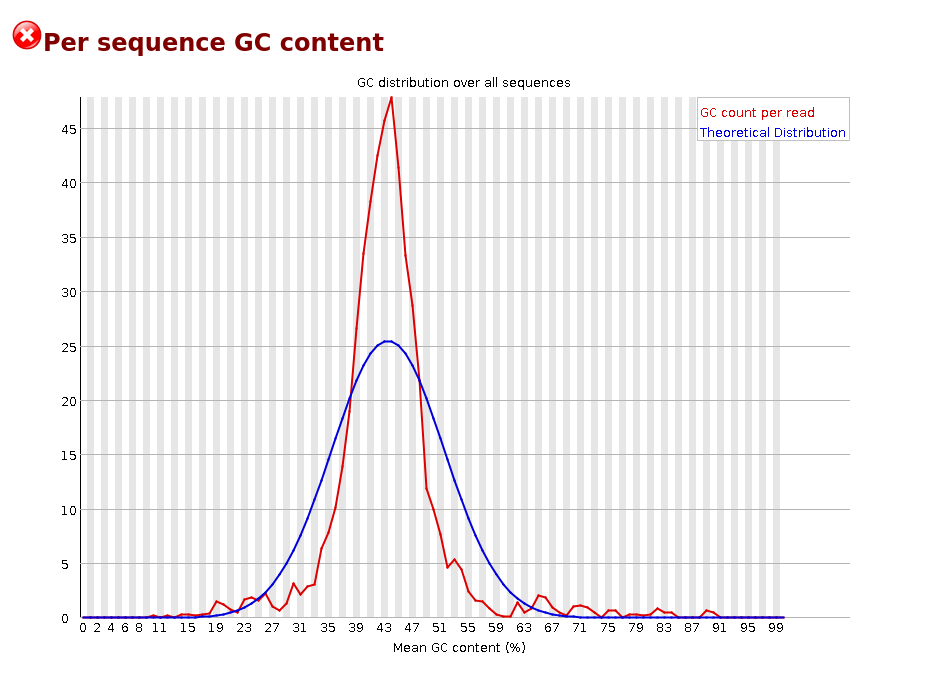 Per sequence GC content
GC distribution over all sequences
GC count per read
Theoretical Distribution
45
40
35
30
25
20
15
10
5
0
0 2 4 6 8 11 15 19 23 27 31 35 39 43 47 51 55 59 63 67 71 75 79 83 87 91 95 99
Mean GC content (%)